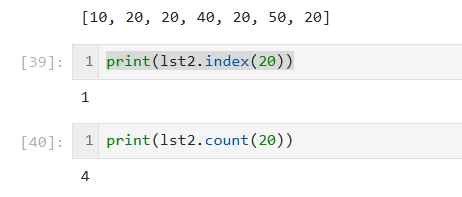 [10, 20, 20, 40, 20, 50, 20]
[39]: 1 print(lst2.index(20))
1
[40]: 1 print(lst2.count(20))
4